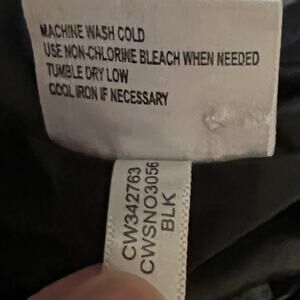 MACHINE WASH COLD
USE NON-CHLORINE BLEACH WHEN NEEDED
TUMBLE DRY LOW
COOL IRON IF NECESSARY
CW342763
CWSNO3056
BLK